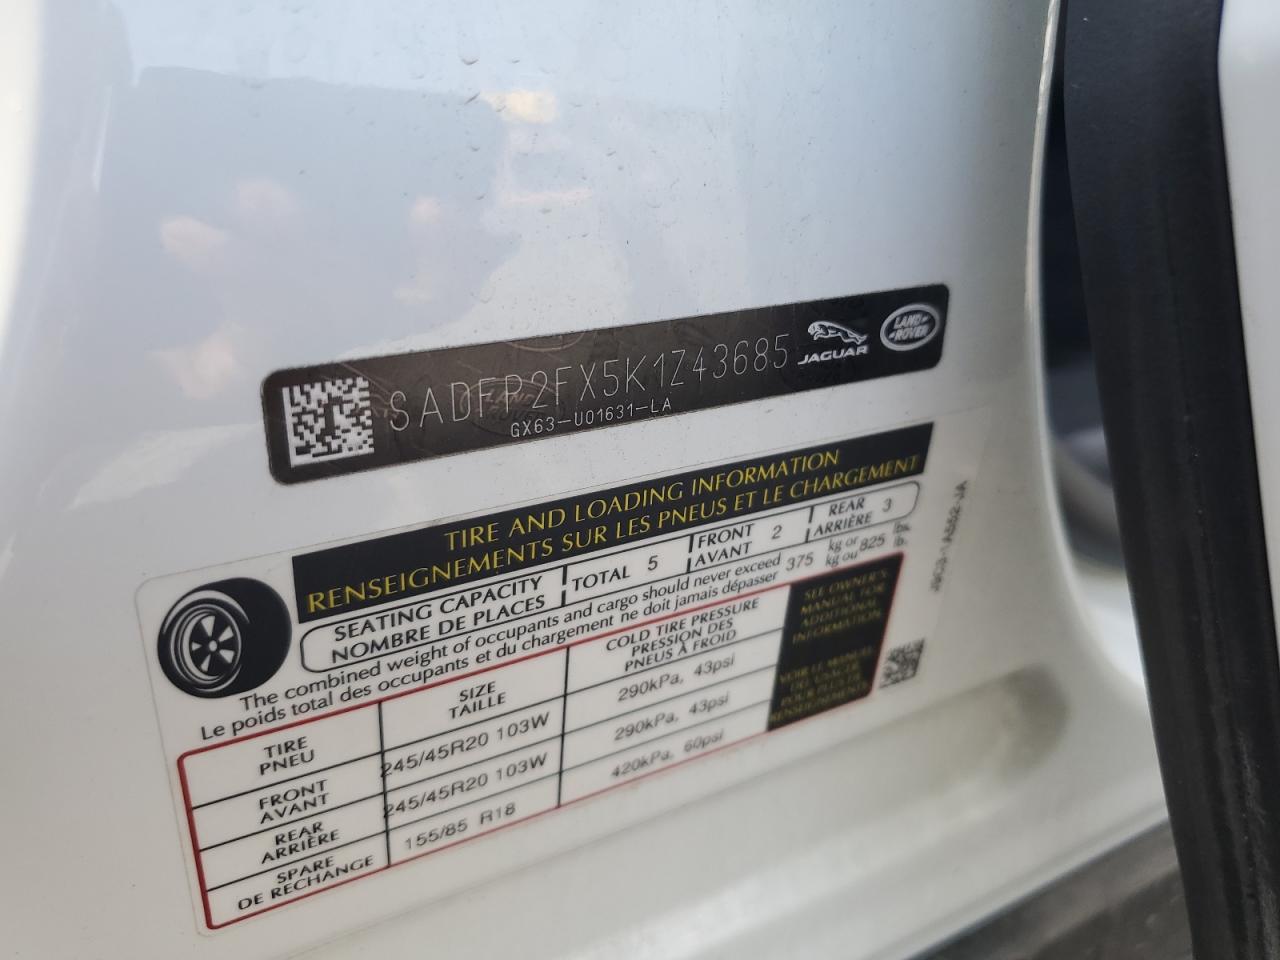 SADFP2FX5K1Z43685
JAGUAR
LAND ROVER
GX63-U01631-LA
TIRE AND LOADING INFORMATION
RENSEIGNEMENTS SUR LES PNEUS ET LE CHARGEMENT
SEATING CAPACITY
NOMBRE DE PLACES
TOTAL 5
FRONT
AVANT
2
REAR
ARRIÈRE
3
The combined weight of occupants and cargo should never exceed
Le poids total des occupants et du chargement ne doit jamais dépasser
375
kg or
kg ou
825
lbs.
lb.
TIRE
PNEU
SIZE
TAILLE
COLD TIRE PRESSURE
PRESSION DES
PNEUS À FROID
FRONT
AVANT
245/45R20 103W
290kPa, 43psi
REAR
ARRIÈRE
245/45R20 103W
290kPa, 43psi
SPARE
DE RECHANGE
155/85 R18
420kPa, 60psi
SEE OWNER'S
MANUAL FOR
ADDITIONAL
INFORMATION
VOIR LE MANUEL
DE L'USAGER
POUR PLUS DE
RENSEIGNEMENTS